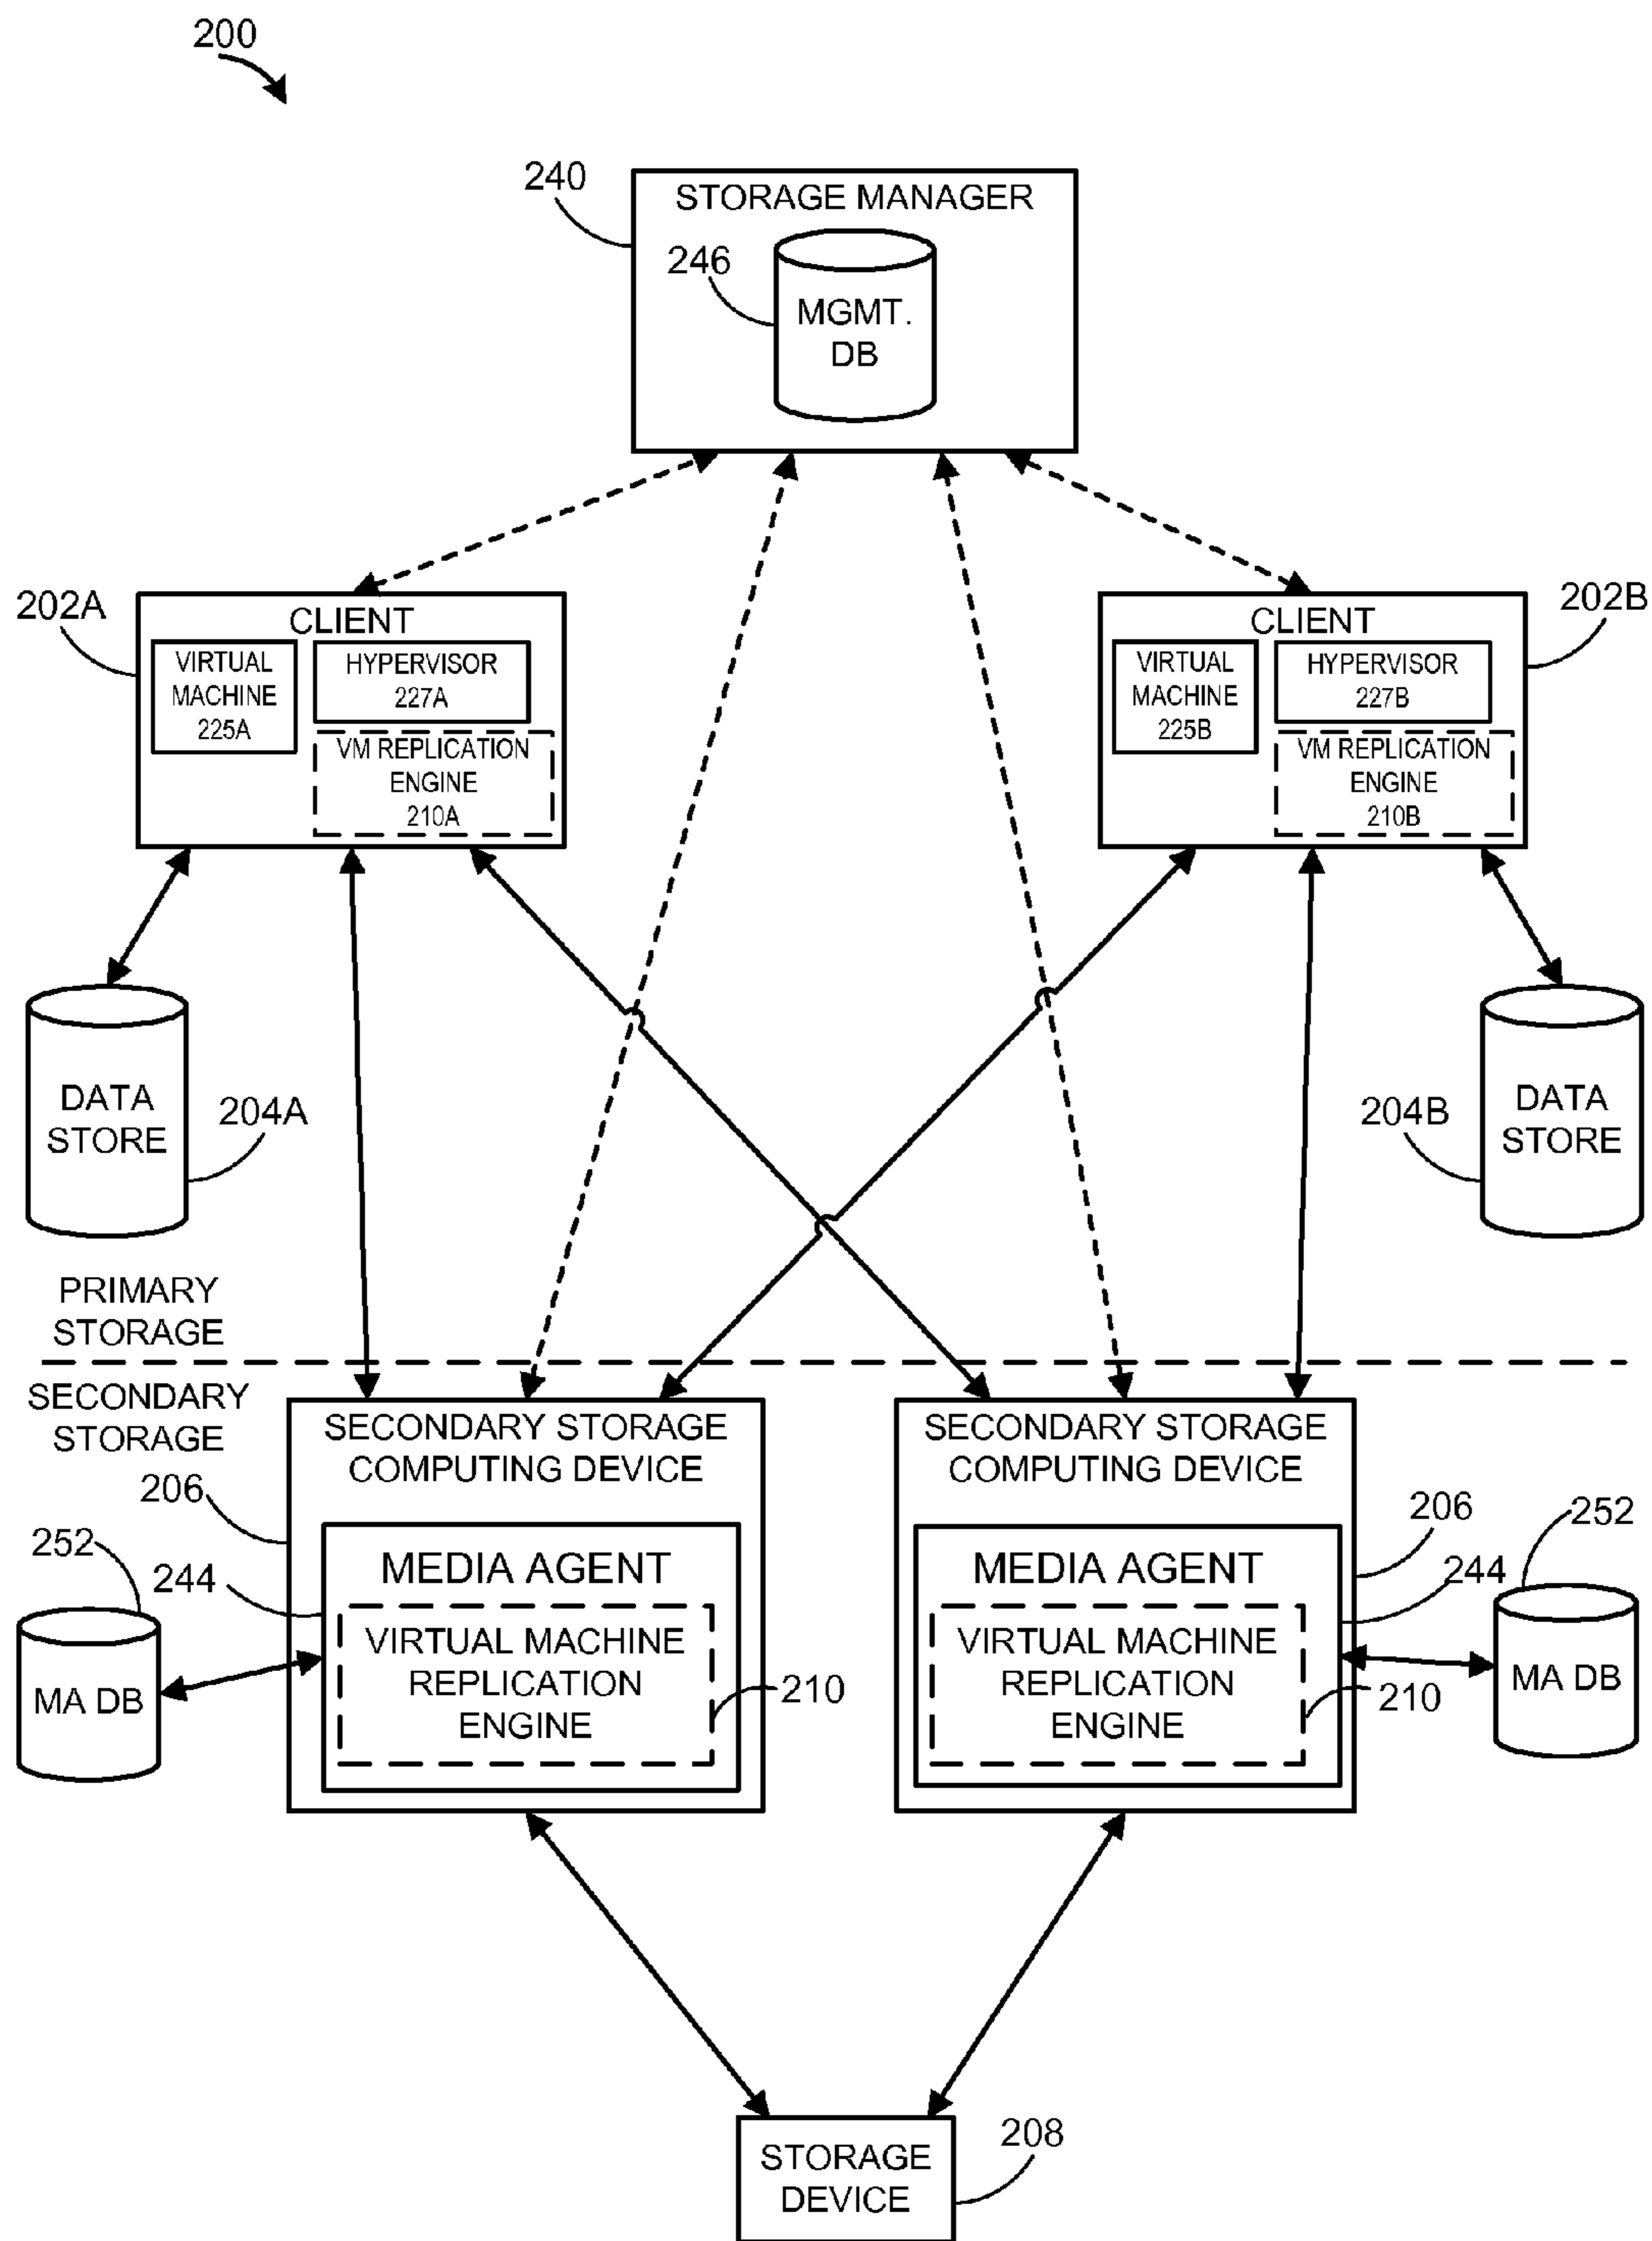 200
240
STORAGE MANAGER
246
MGMT.
DB
202A
CLIENT
VIRTUAL
MACHINE
225A
HYPERVISOR
227A
VM REPLICATION
ENGINE
210A
202B
CLIENT
VIRTUAL
MACHINE
225B
HYPERVISOR
227B
VM REPLICATION
ENGINE
210B
DATA
STORE
204A
204B
DATA
STORE
PRIMARY
STORAGE
SECONDARY
STORAGE
SECONDARY STORAGE
COMPUTING DEVICE
206
252
244
MEDIA AGENT
VIRTUAL MACHINE
REPLICATION
ENGINE
210
MA DB
SECONDARY STORAGE
COMPUTING DEVICE
206
252
244
MEDIA AGENT
VIRTUAL MACHINE
REPLICATION
ENGINE
210
MA DB
208
STORAGE
DEVICE